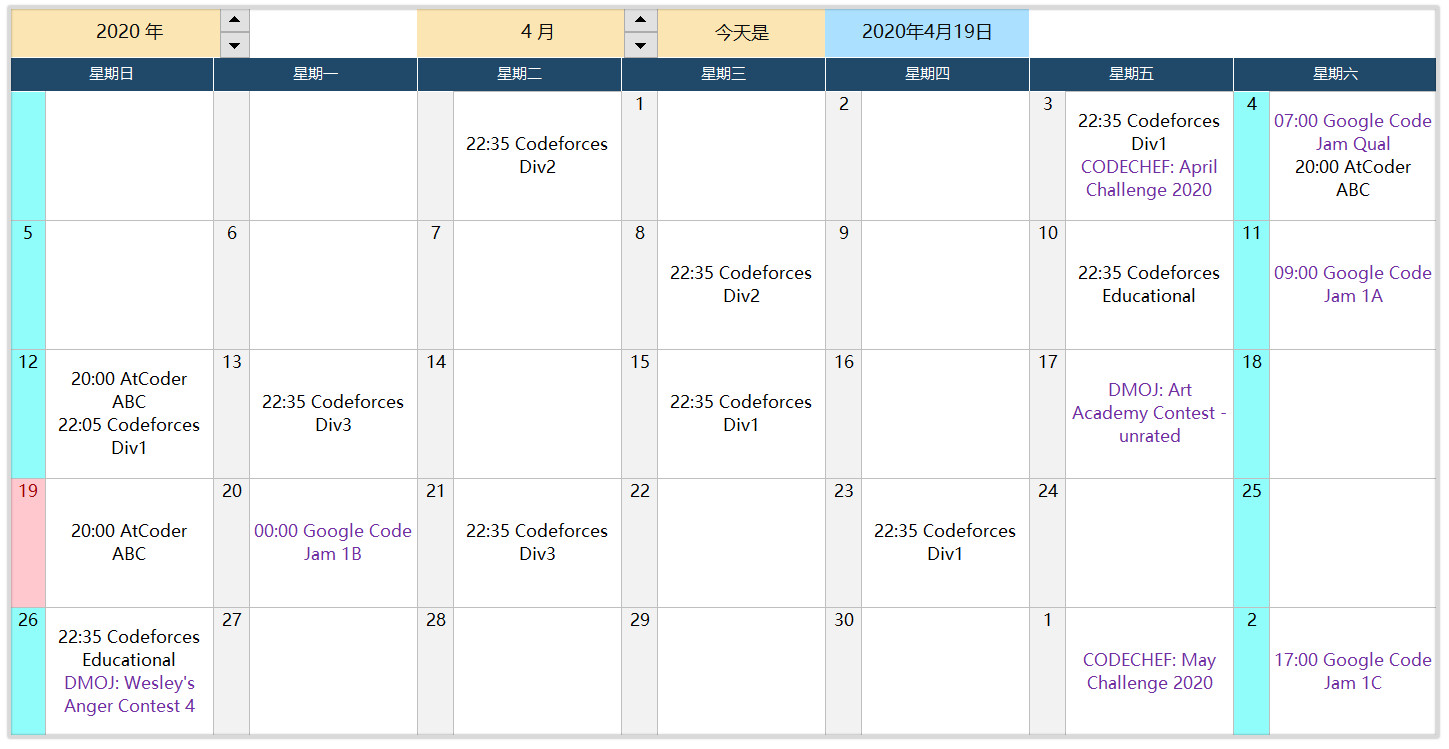 2020 年
4 月
今天是
2020年4月19日
星期日
星期一
星期二
星期三
星期四
星期五
星期六
22:35 Codeforces
Div2
1
2
3
22:35 Codeforces
Div1
CODECHEF: April
Challenge 2020
4
07:00 Google Code
Jam Qual
20:00 AtCoder
ABC
5
6
7
8
22:35 Codeforces
Div2
9
10
22:35 Codeforces
Educational
11
09:00 Google Code
Jam 1A
12
20:00 AtCoder
ABC
22:05 Codeforces
Div1
13
22:35 Codeforces
Div3
14
15
22:35 Codeforces
Div1
16
17
DMOJ: Art
Academy Contest -
unrated
18
19
20:00 AtCoder
ABC
20
00:00 Google Code
Jam 1B
21
22:35 Codeforces
Div3
22
23
22:35 Codeforces
Div1
24
25
26
22:35 Codeforces
Educational
DMOJ: Wesley's
Anger Contest 4
27
28
29
30
1
CODECHEF: May
Challenge 2020
2
17:00 Google Code
Jam 1C